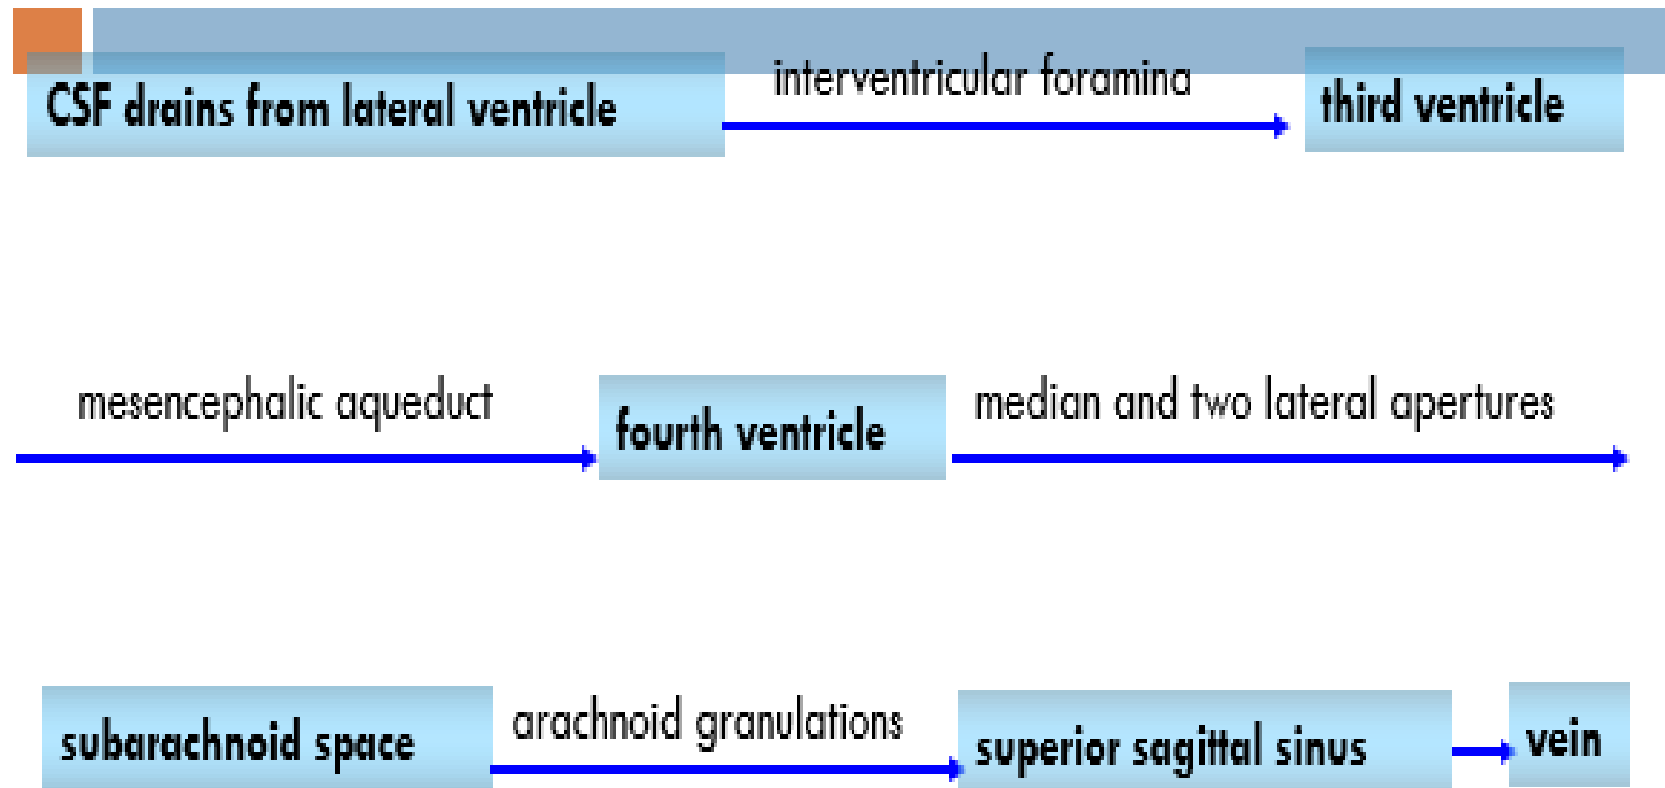 CSF drains from lateral ventricle interventricular foramina third ventricle
mesencephalic aqueduct fourth ventricle median and two lateral apertures
subarachnoid space arachnoid granulations superior sagittal sinus vein